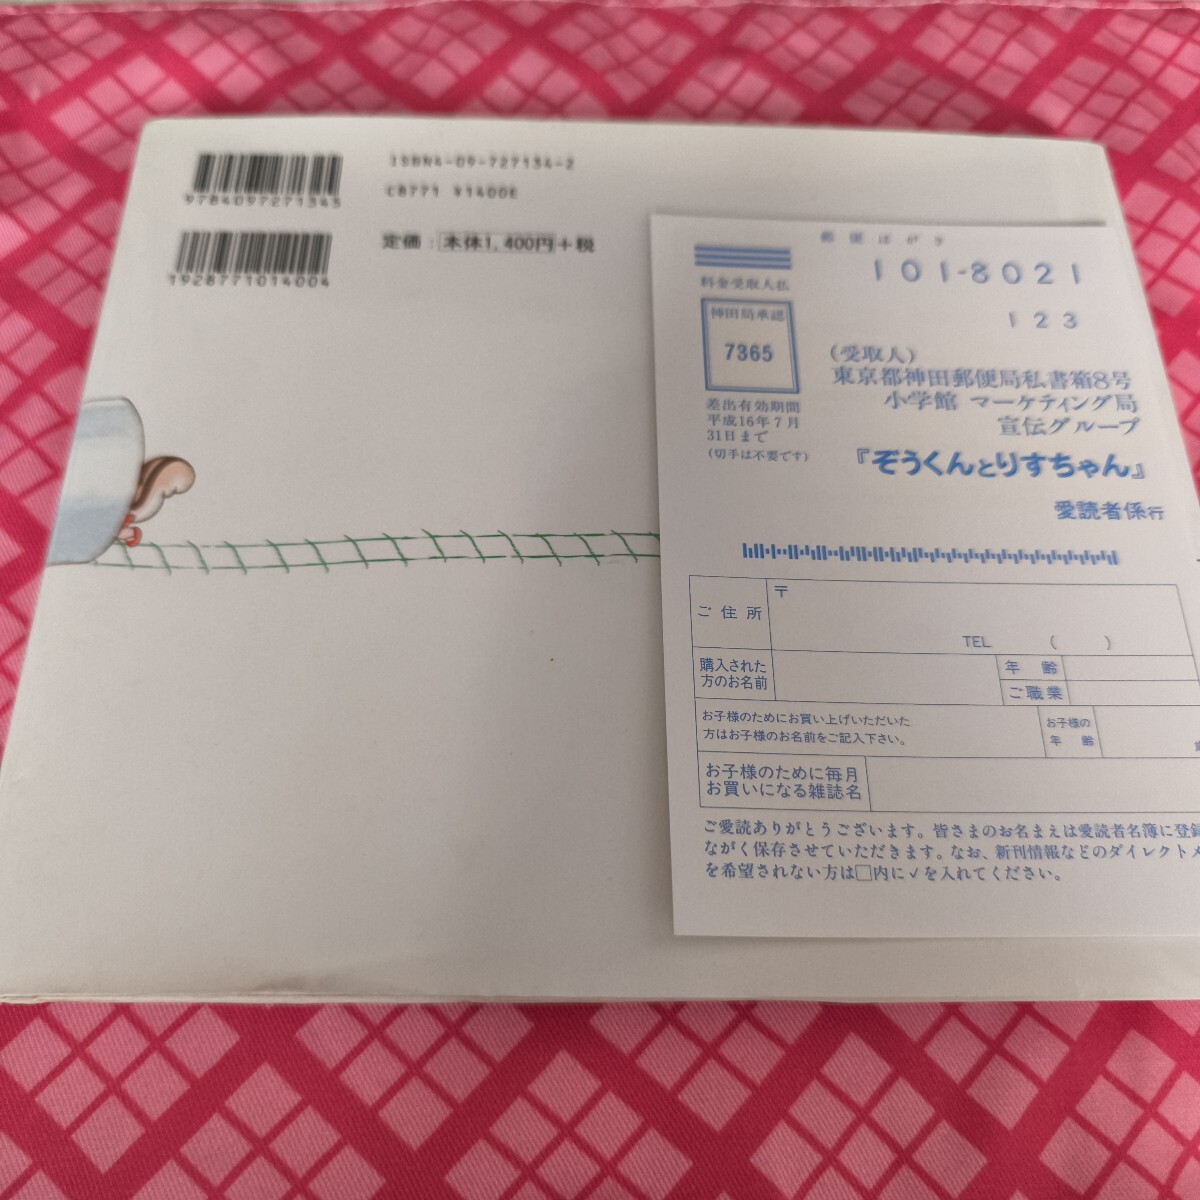 9784097271345
ISBN4-09-727134-2
C8771 ¥1400E
1928771014004
定価：本体1,400円＋税
郵便はがき
料金受取人払
神田局承認
7365
差出有効期間
平成16年7月
31日まで
(切手は不要です)
101-8021
123
(受取人)
東京都神田郵便局私書箱8号
小学館 マーケティング局
宣伝グループ
『ぞうくんとりすちゃん』
愛読者係行
ご住所
〒
TEL ( )
購入された
方のお名前
年 齢
ご職業
お子様のためにお買い上げいただいた
方はお子様のお名前をご記入下さい。
お子様の
年 齢
お子様のために毎月
お買いになる雑誌名
ご愛読ありがとうございます。皆さまのお名まえは愛読者名簿に登録
ながく保存させていただきます。なお、新刊情報などのダイレクトメ
を希望されない方は□内に✓を入れてください。